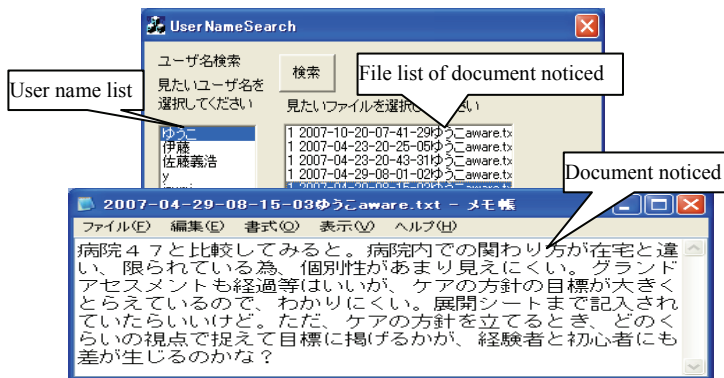 UserNameSearch
ユーザ名検索
見たいユーザ名を
選択してください
検索
File list of document noticed
User name list
見たいファイルを選択し
さい
ゆうこ
伊藤
佐藤義浩
y
1 2007-10-20-07-41-29ゆうこaware.tx
1 2007-04-23-20-25-05ゆうこaware.tx
1 2007-04-23-20-43-31ゆうこaware.tx
1 2007-04-29-08-01-02ゆうこaware.tx
Document noticed
2007-04-29-08-15-03ゆうこaware.txt - メモ帳
ファイル(F) 編集(E) 書式(O) 表示(V) ヘルプ(H)
病院47と比較してみると。病院内での関わり方が在宅と違
い、限られている為、個別性があまり見えにくい。グランド
アセスメントも経過等はいいが、ケアの方針の目標が大きく
とらえているので、わかりにくい。展開シートまで記入され
ていたらいいけど。ただ、ケアの方針を立てるとき、どのく
らいの視点で捉えて目標に掲げるかが、経験者と初心者にも
差が生じるのかな？